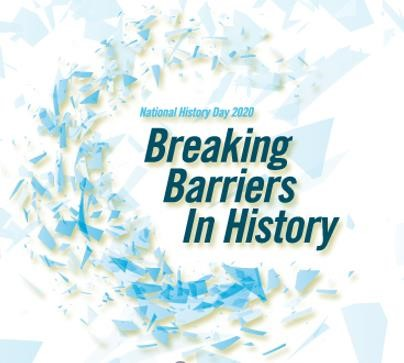 National History Day 2020
Breaking
Barriers
In History